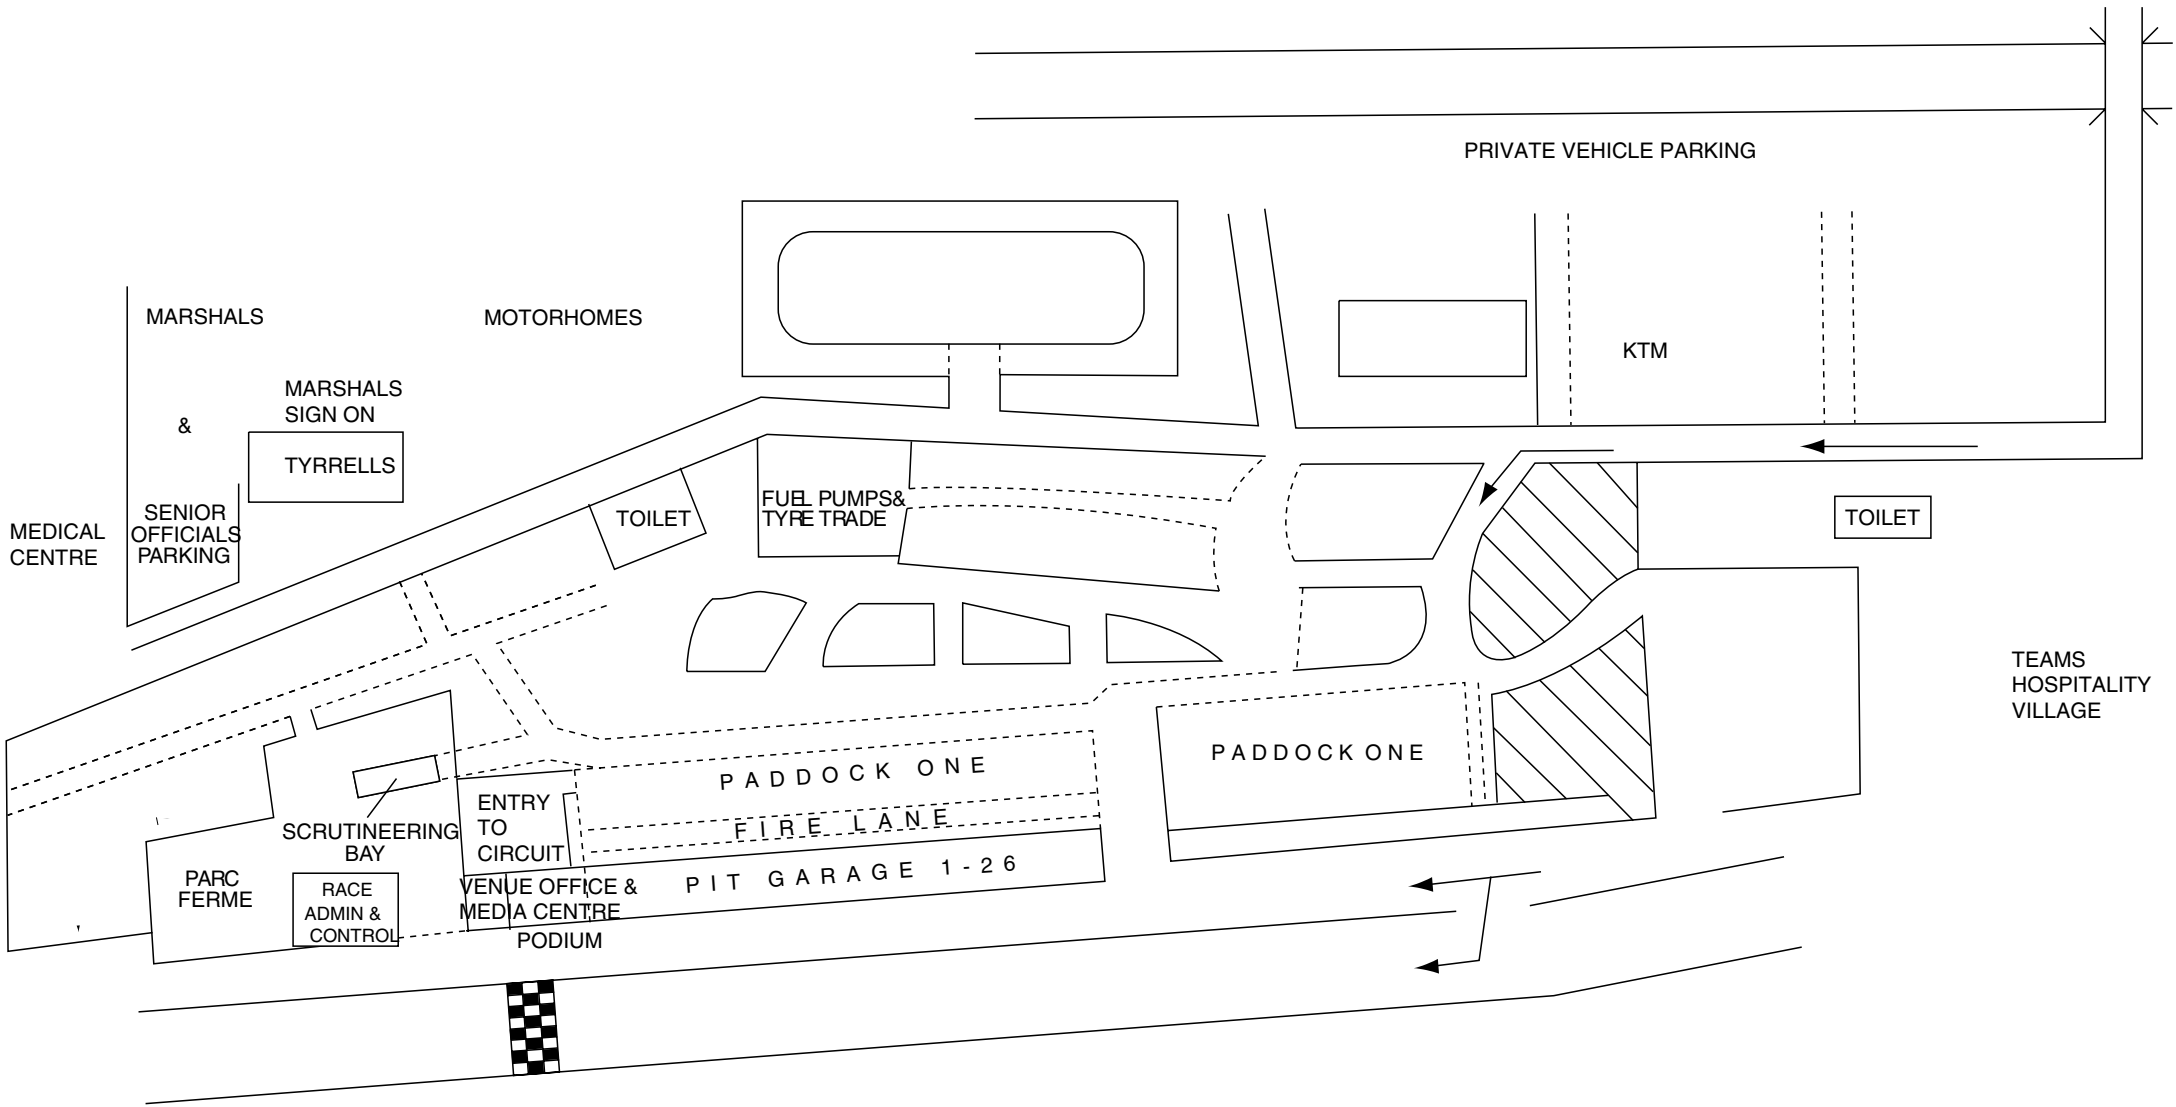 PRIVATE VEHICLE PARKING
MARSHALS
&
SENIOR
OFFICIALS
PARKING
MOTORHOMES
MARSHALS
SIGN ON
TYRRELLS
KTM
MEDICAL
CENTRE
TOILET
FUEL PUMPS&
TYRE TRADE
TOILET
TEAMS
HOSPITALITY
VILLAGE
PADDOCK ONE
PADDOCK ONE
ENTRY
TO
CIRCUIT
FIRE LANE
SCRUTINEERING
BAY
PIT GARAGE 1-26
PARC
FERME
RACE
ADMIN &
CONTROL
VENUE OFFICE &
MEDIA CENTRE
PODIUM